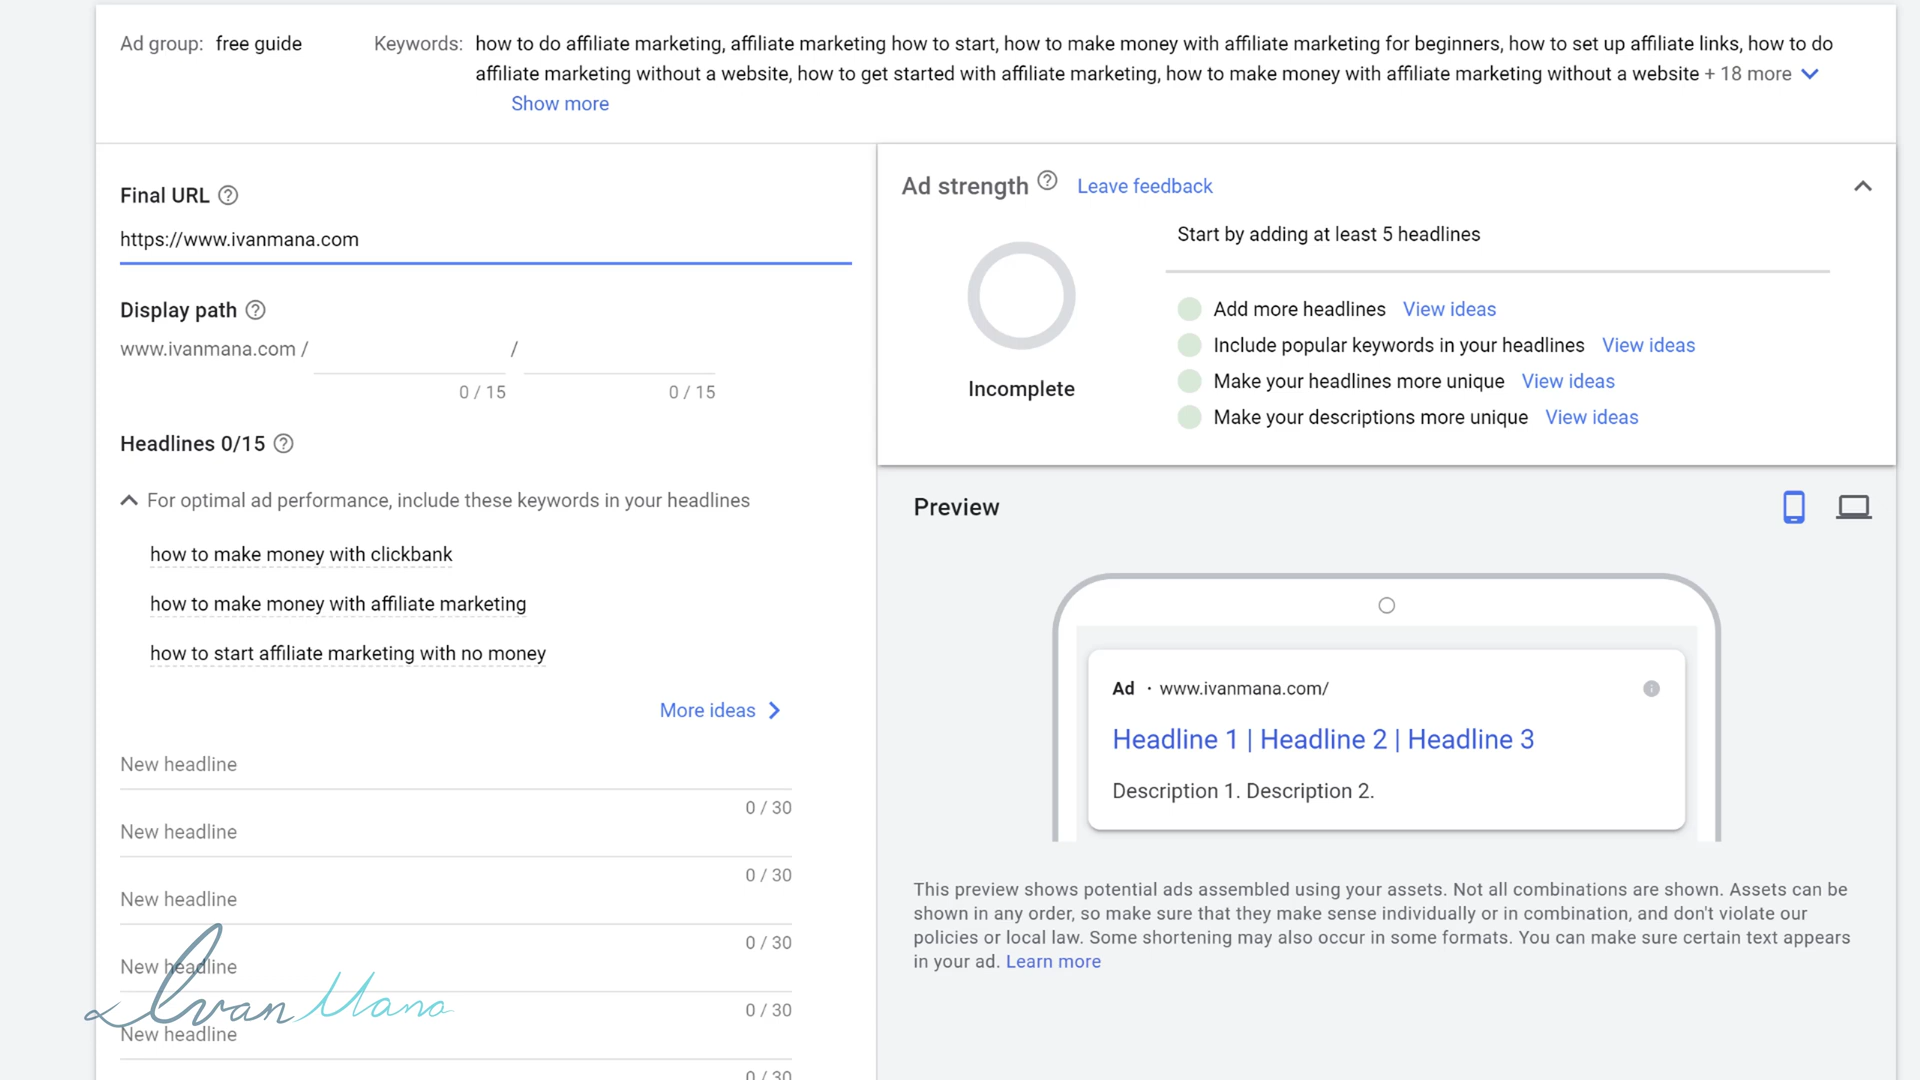 Ad group: free guide Keywords: how to do affiliate marketing, affiliate marketing how to start, how to make money with affiliate marketing for beginners, how to set up affiliate links, how to do
affiliate marketing without a website, how to get started with affiliate marketing, how to make money with affiliate marketing without a website + 18 more
Show more
Final URL
https://www.ivanmana.com
Display path
www.ivanmana.com / /
0 / 15 0 / 15
Headlines 0/15
For optimal ad performance, include these keywords in your headlines
how to make money with clickbank
how to make money with affiliate marketing
how to start affiliate marketing with no money
More ideas
New headline
0 / 30
New headline
0 / 30
New headline
0 / 30
New headline
0 / 30
New headline
0 / 30
Ivan Mana
Ad strength Leave feedback
Start by adding at least 5 headlines
Incomplete
Add more headlines View ideas
Include popular keywords in your headlines View ideas
Make your headlines more unique View ideas
Make your descriptions more unique View ideas
Preview
Ad · www.ivanmana.com/
Headline 1 | Headline 2 | Headline 3
Description 1. Description 2.
This preview shows potential ads assembled using your assets. Not all combinations are shown. Assets can be
shown in any order, so make sure that they make sense individually or in combination, and don't violate our
policies or local law. Some shortening may also occur in some formats. You can make sure certain text appears
in your ad. Learn more